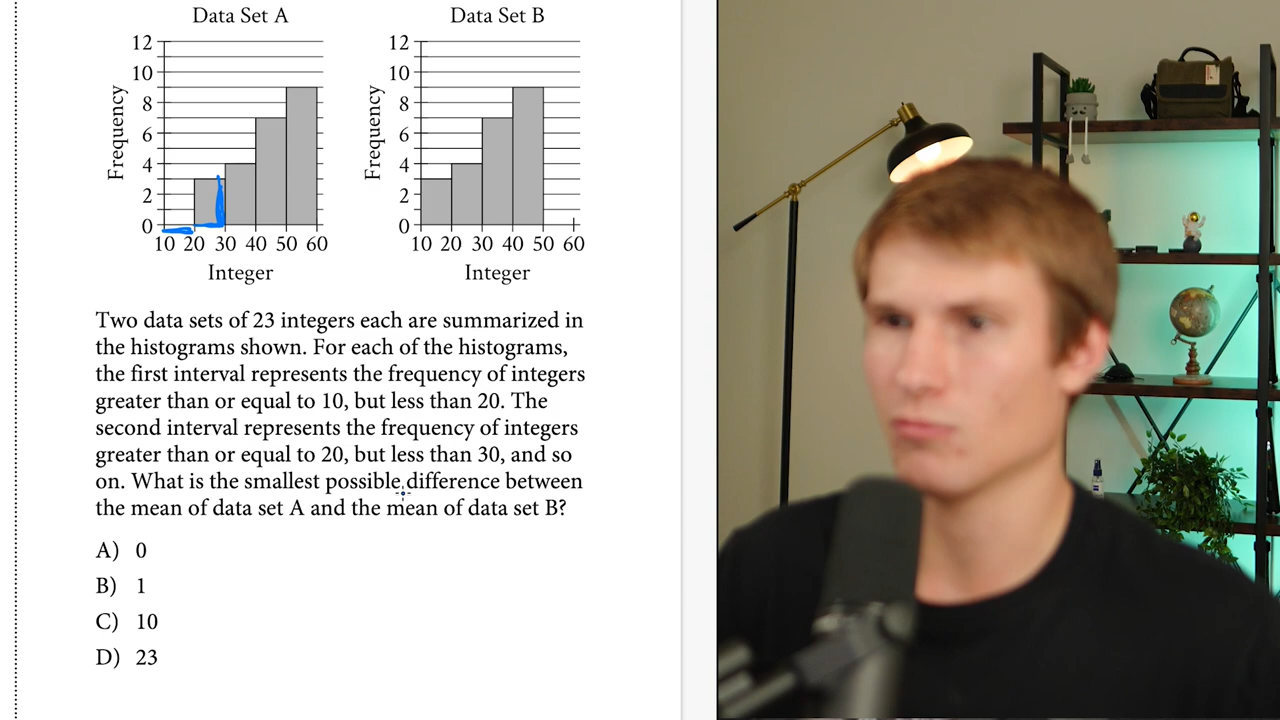 Data Set A
12
10
8
6
4
2
0
Frequency
10 20 30 40 50 60
Integer
Data Set B
12
10
8
6
4
2
0
Frequency
10 20 30 40 50 60
Integer
Two data sets of 23 integers each are summarized in
the histograms shown. For each of the histograms,
the first interval represents the frequency of integers
greater than or equal to 10, but less than 20. The
second interval represents the frequency of integers
greater than or equal to 20, but less than 30, and so
on. What is the smallest possible difference between
the mean of data set A and the mean of data set B?
A) 0
B) 1
C) 10
D) 23